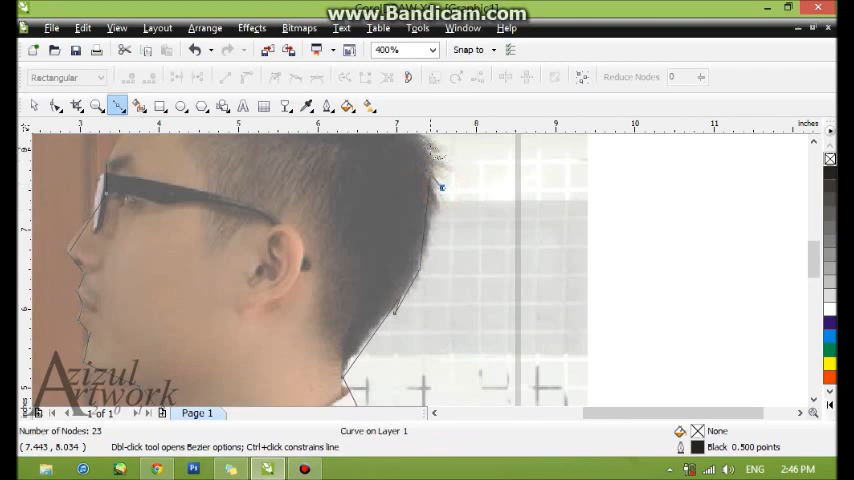 www.Bandicam.com
File Edit View Layout Arrange Effects Bitmaps Text Table Tools Window Help
400% Snap to
Rectangular Reduce Nodes 0
3 4 5 6 7 8 9 10 11 inches
7
6
Azizul
Artwork
1 of 1 Page 1
Number of Nodes: 23 Curve on Layer 1 None
( 7.443 , 8.034 ) Dbl-click tool opens Bezier options; Ctrl+click constrains line Black 0.500 points
ENG 2:46 PM